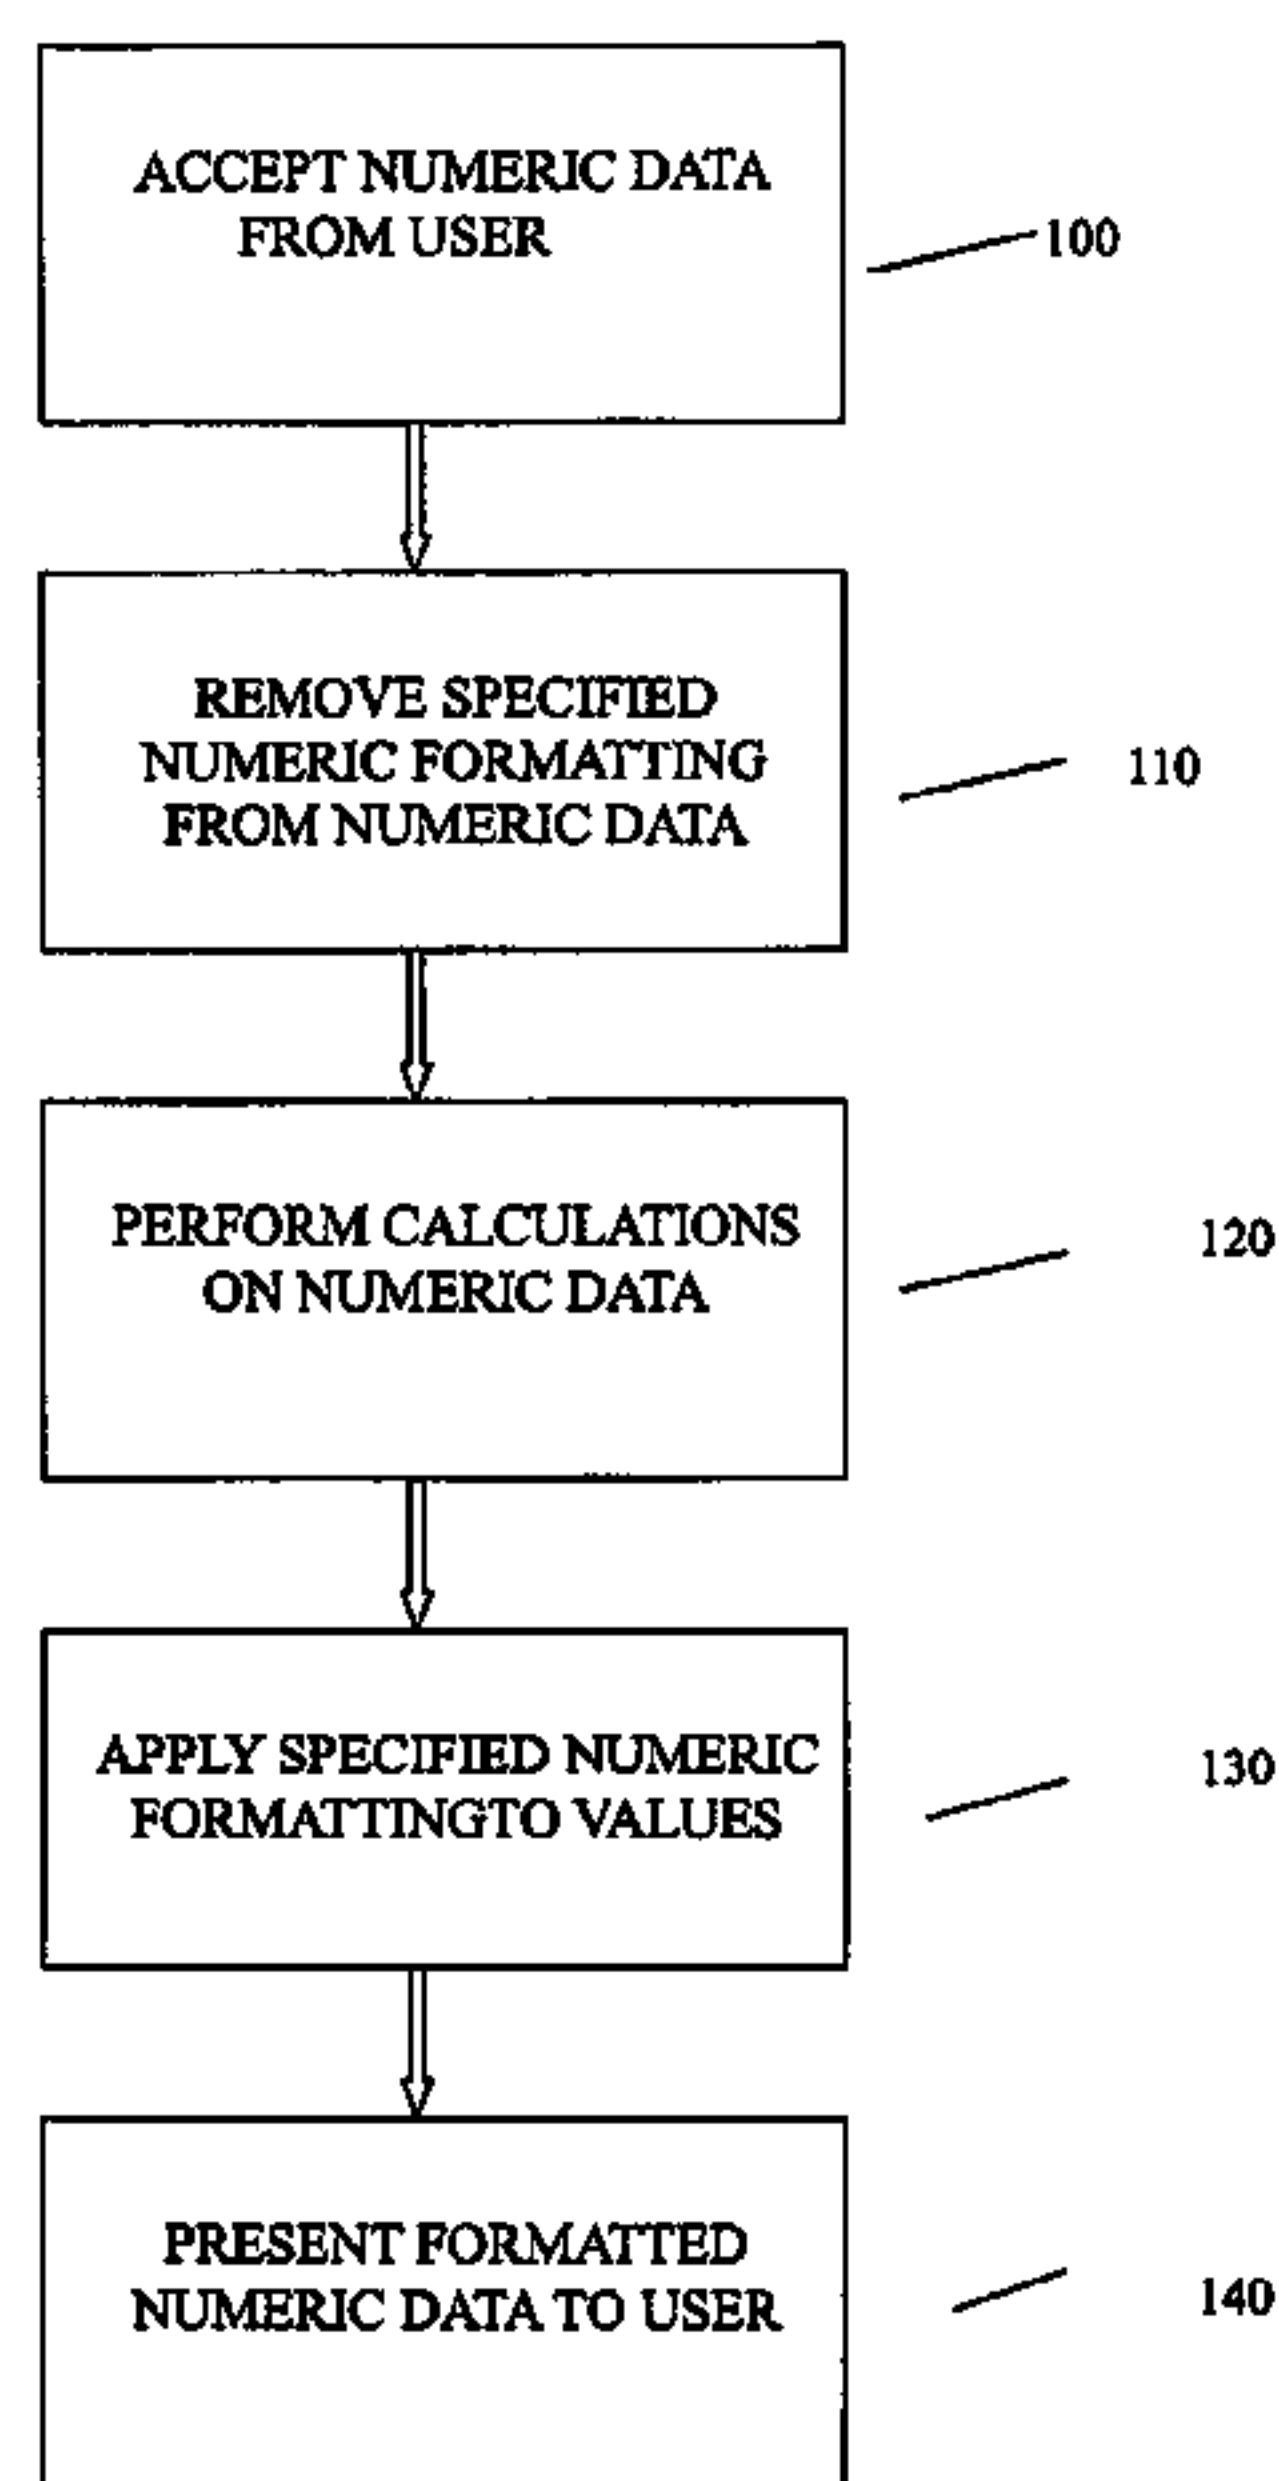 ACCEPT NUMERIC DATA
FROM USER
100
REMOVE SPECIFIED
NUMERIC FORMATTING
FROM NUMERIC DATA
110
PERFORM CALCULATIONS
ON NUMERIC DATA
120
APPLY SPECIFIED NUMERIC
FORMATTINGTO VALUES
130
PRESENT FORMATTED
NUMERIC DATA TO USER
140